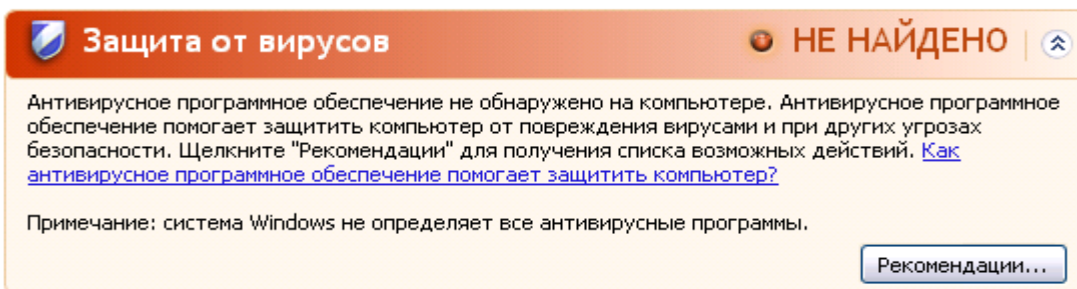 Защита от вирусов НЕ НАЙДЕНО
Антивирусное программное обеспечение не обнаружено на компьютере. Антивирусное программное
обеспечение помогает защитить компьютер от повреждения вирусами и при других угрозах
безопасности. Щелкните "Рекомендации" для получения списка возможных действий. Как
антивирусное программное обеспечение помогает защитить компьютер?
Примечание: система Windows не определяет все антивирусные программы.
Рекомендации...